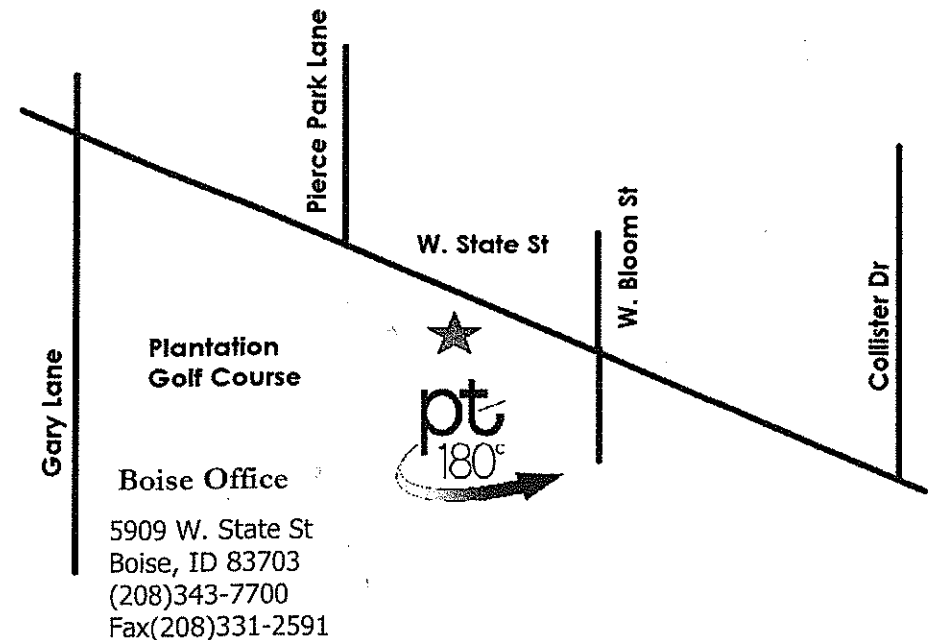 Pierce Park Lane
W. State St
W. Bloom St
Collister Dr
Gary Lane
Plantation
Golf Course
pt
180°
Boise Office
5909 W. State St
Boise, ID 83703
(208)343-7700
Fax(208)331-2591